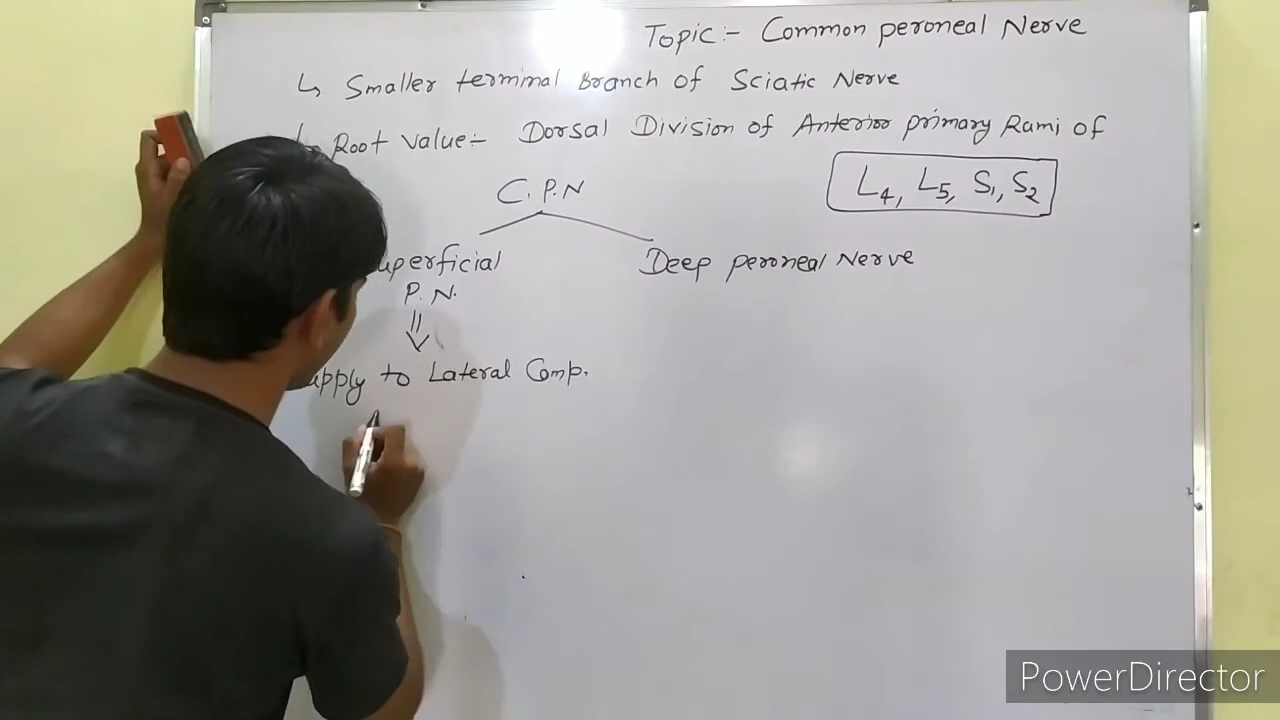 Topic:- Common peroneal Nerve
↳ Smaller terminal Branch of Sciatic Nerve
Root Value:- Dorsal Division of Anterior primary Rami of
L4, L5, S1, S2
C.P.N
uperficial Deep peroneal Nerve
P.N.
upply to Lateral Comp.
PowerDirector